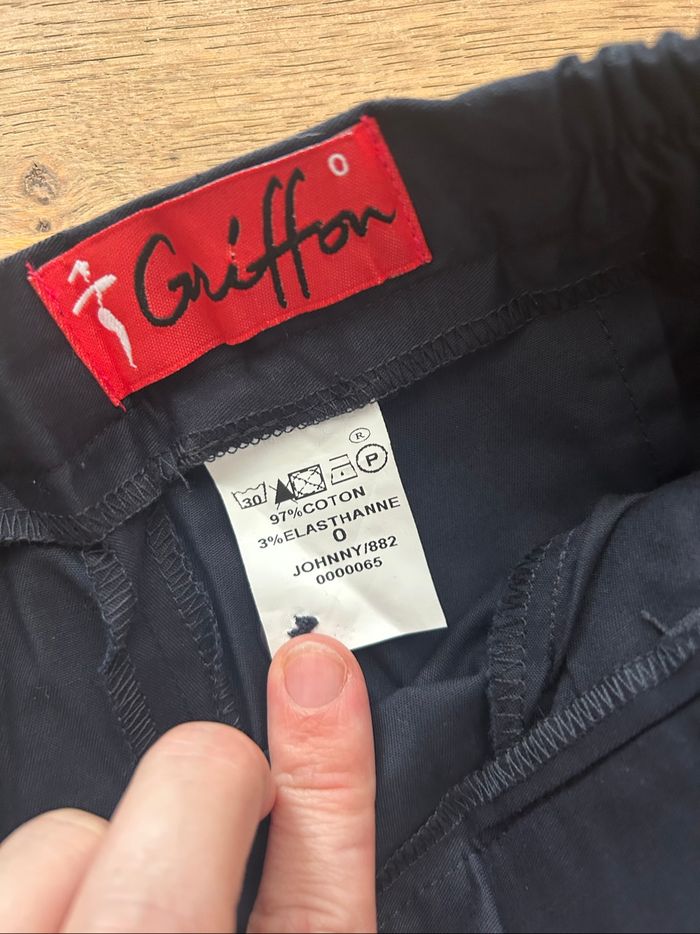 0
Griffon
®
30 P
97%COTON
3%ELASTHANNE
0
JOHNNY/882
0000065